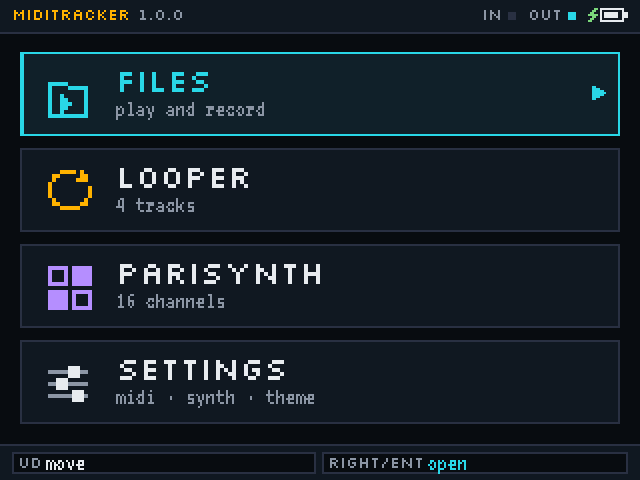 MIDITRACKER 1.0.0 IN OUT
FILES
play and record
LOOPER
4 tracks
PARISYNTH
16 channels
SETTINGS
midi · synth · theme
UD move RIGHT/ENT open